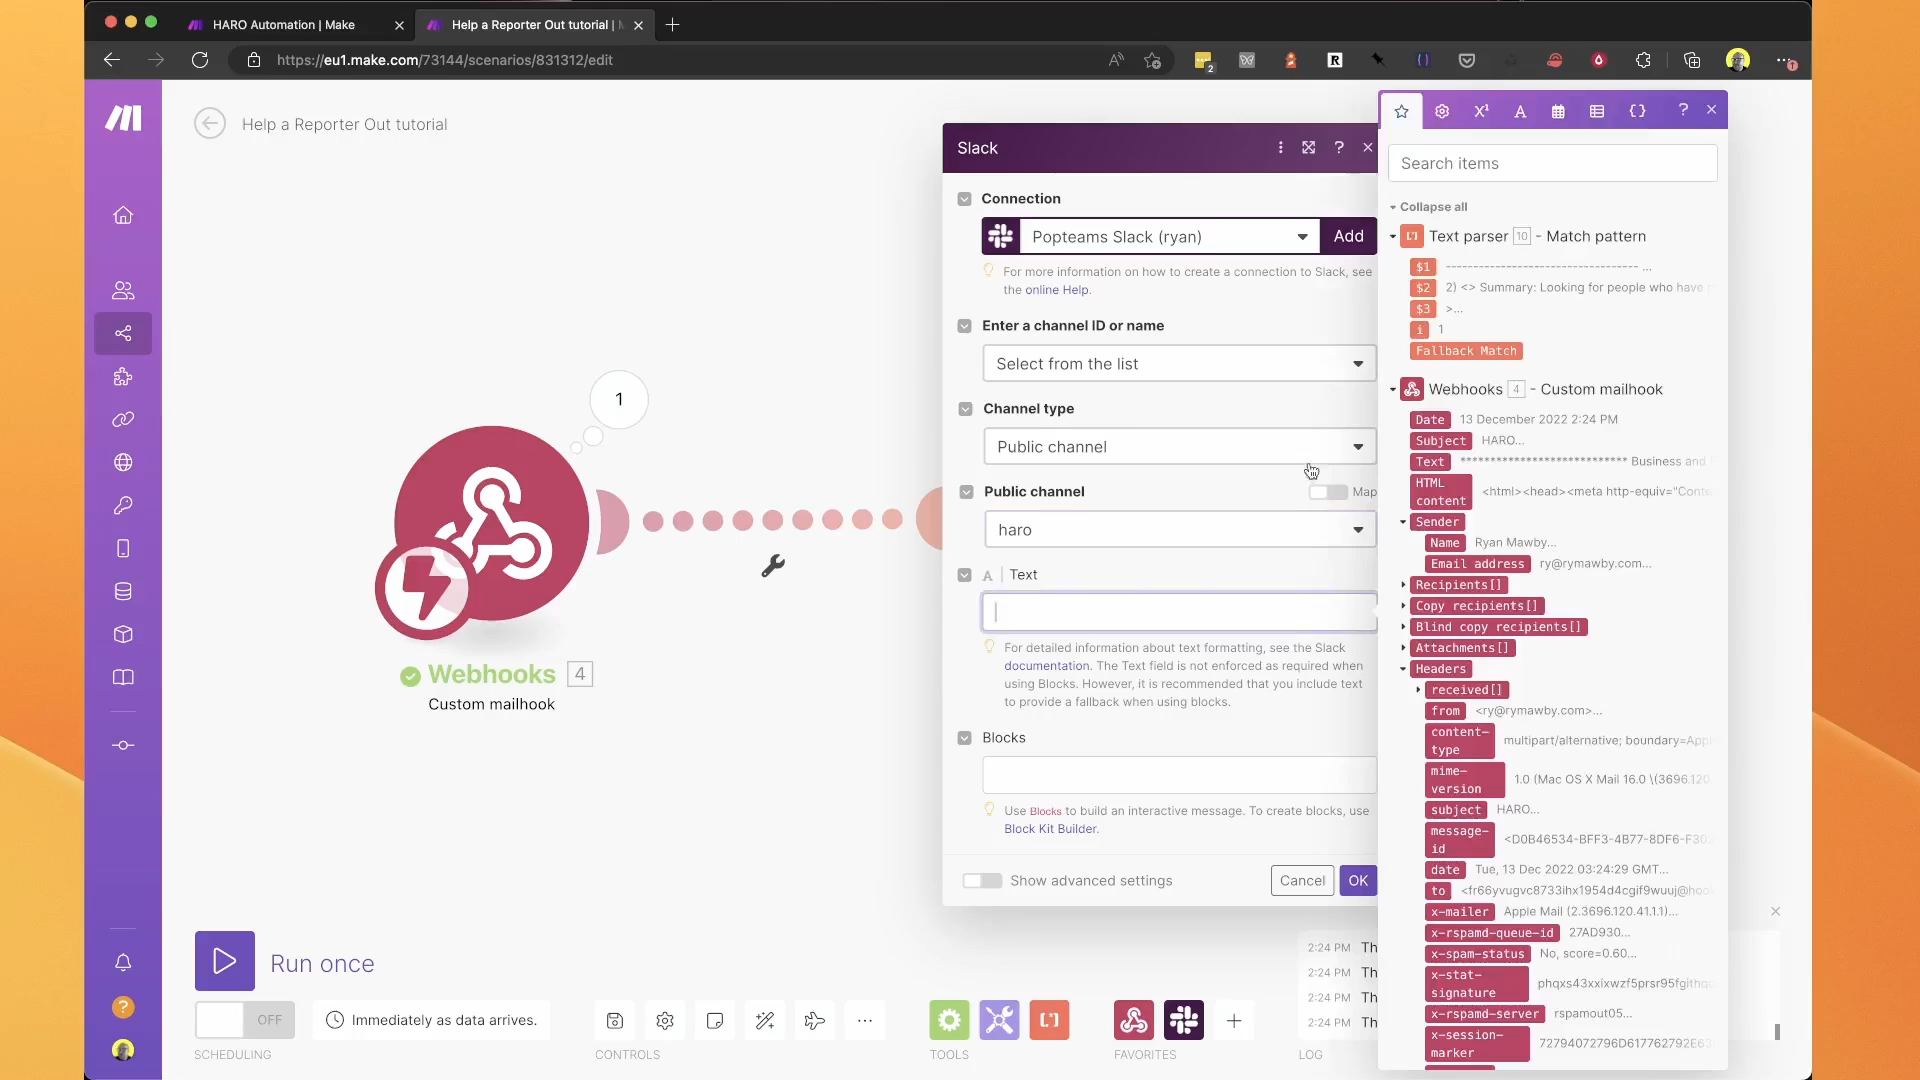 HARO Automation | Make
Help a Reporter Out tutorial |
https://eu1.make.com/73144/scenarios/831312/edit
Help a Reporter Out tutorial
1
Webhooks 4
Custom mailhook
Slack
Connection
Popteams Slack (ryan)
Add
For more information on how to create a connection to Slack, see
the online Help.
Enter a channel ID or name
Select from the list
Channel type
Public channel
Public channel
Map
haro
A | Text
For detailed information about text formatting, see the Slack
documentation. The Text field is not enforced as required when
using Blocks. However, it is recommended that you include text
to provide a fallback when using blocks.
Blocks
Use Blocks to build an interactive message. To create blocks, use
Block Kit Builder.
Show advanced settings
Cancel
OK
Search items
Collapse all
Text parser 10 - Match pattern
$1 ----------------------------------- ...
$2 2) <> Summary: Looking for people who have
$3 >...
i 1
Fallback Match
Webhooks 4 - Custom mailhook
Date 13 December 2022 2:24 PM
Subject HARO...
Text **************************** Business and
HTML
content <html><head><meta http-equiv="Conte
Sender
Name Ryan Mawby...
Email address ry@rymawby.com...
Recipients[]
Copy recipients[]
Blind copy recipients[]
Attachments[]
Headers
received[]
from <ry@rymawby.com>...
content-
type multipart/alternative; boundary=Appl
mime-
version 1.0 (Mac OS X Mail 16.0 \(3696.120.
subject HARO...
message-
id <D0B46534-BFF3-4B77-8DF6-F302
date Tue, 13 Dec 2022 03:24:29 GMT...
to <fr66yvugvc8733ihx1954d4cgif9wuuj@hook
x-mailer Apple Mail (2.3696.120.41.1.1)...
x-rspamd-queue-id 27AD930...
x-spam-status No, score=0.60...
x-stat-
signature phqxs43xxixwzf5prsr95fgithqo
x-rspamd-server rspamout05...
x-session-
marker 72794072796D617762792E63
Run once
OFF
Immediately as data arrives.
SCHEDULING
CONTROLS
TOOLS
FAVORITES
LOG
2:24 PM Th
2:24 PM Th
2:24 PM Th
2:24 PM Th